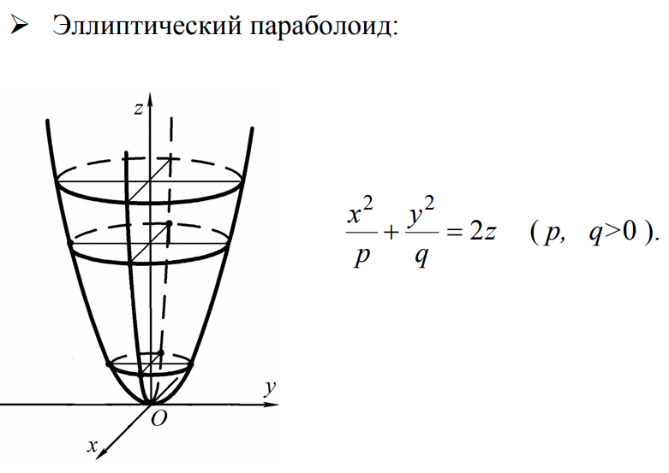 ➢ Эллиптический параболоид:
z
x²/p + y²/q = 2z (p, q>0).
y
O
x